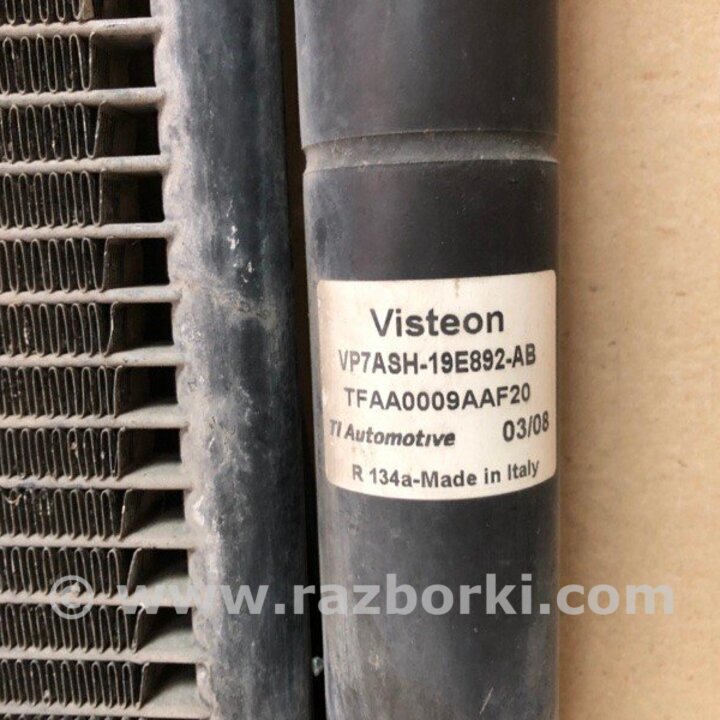 Visteon
VP7ASH-19E892-AB
TFAA0009AAF20
TI Automotive 03/08
R 134a-Made in Italy
© www.razborki.com